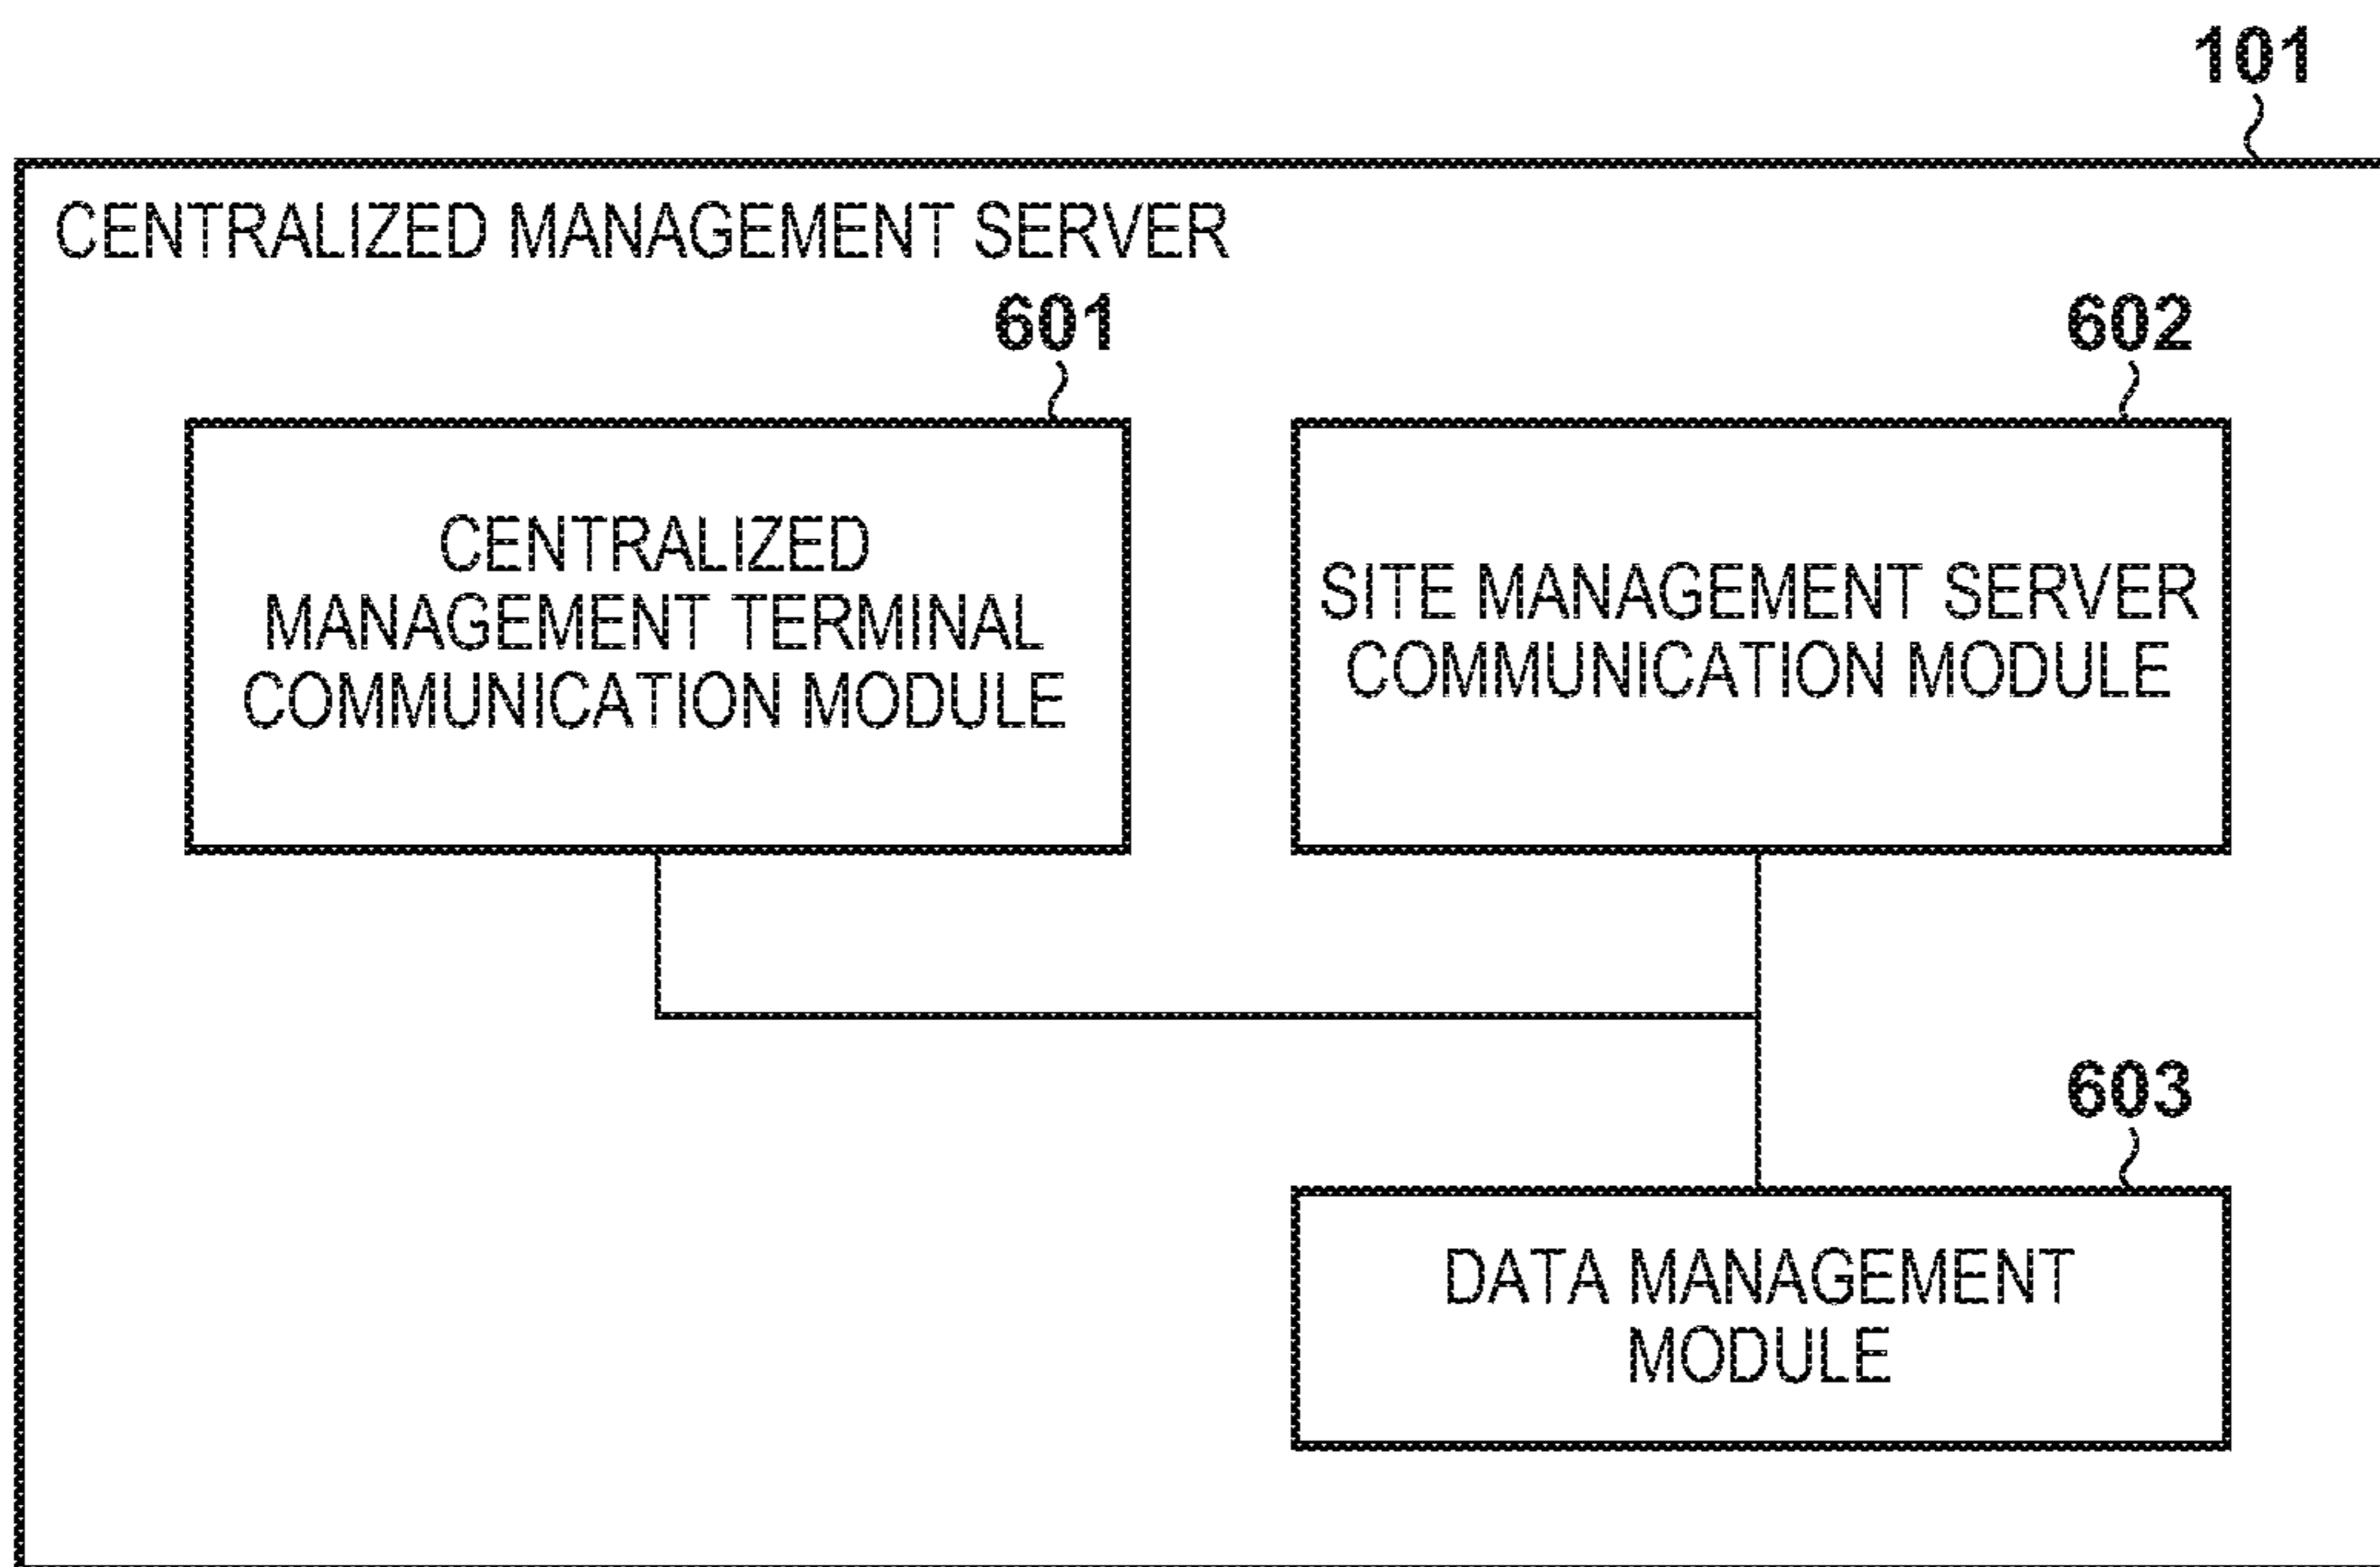 101
CENTRALIZED MANAGEMENT SERVER
601
602
CENTRALIZED
MANAGEMENT TERMINAL
COMMUNICATION MODULE
SITE MANAGEMENT SERVER
COMMUNICATION MODULE
603
DATA MANAGEMENT
MODULE